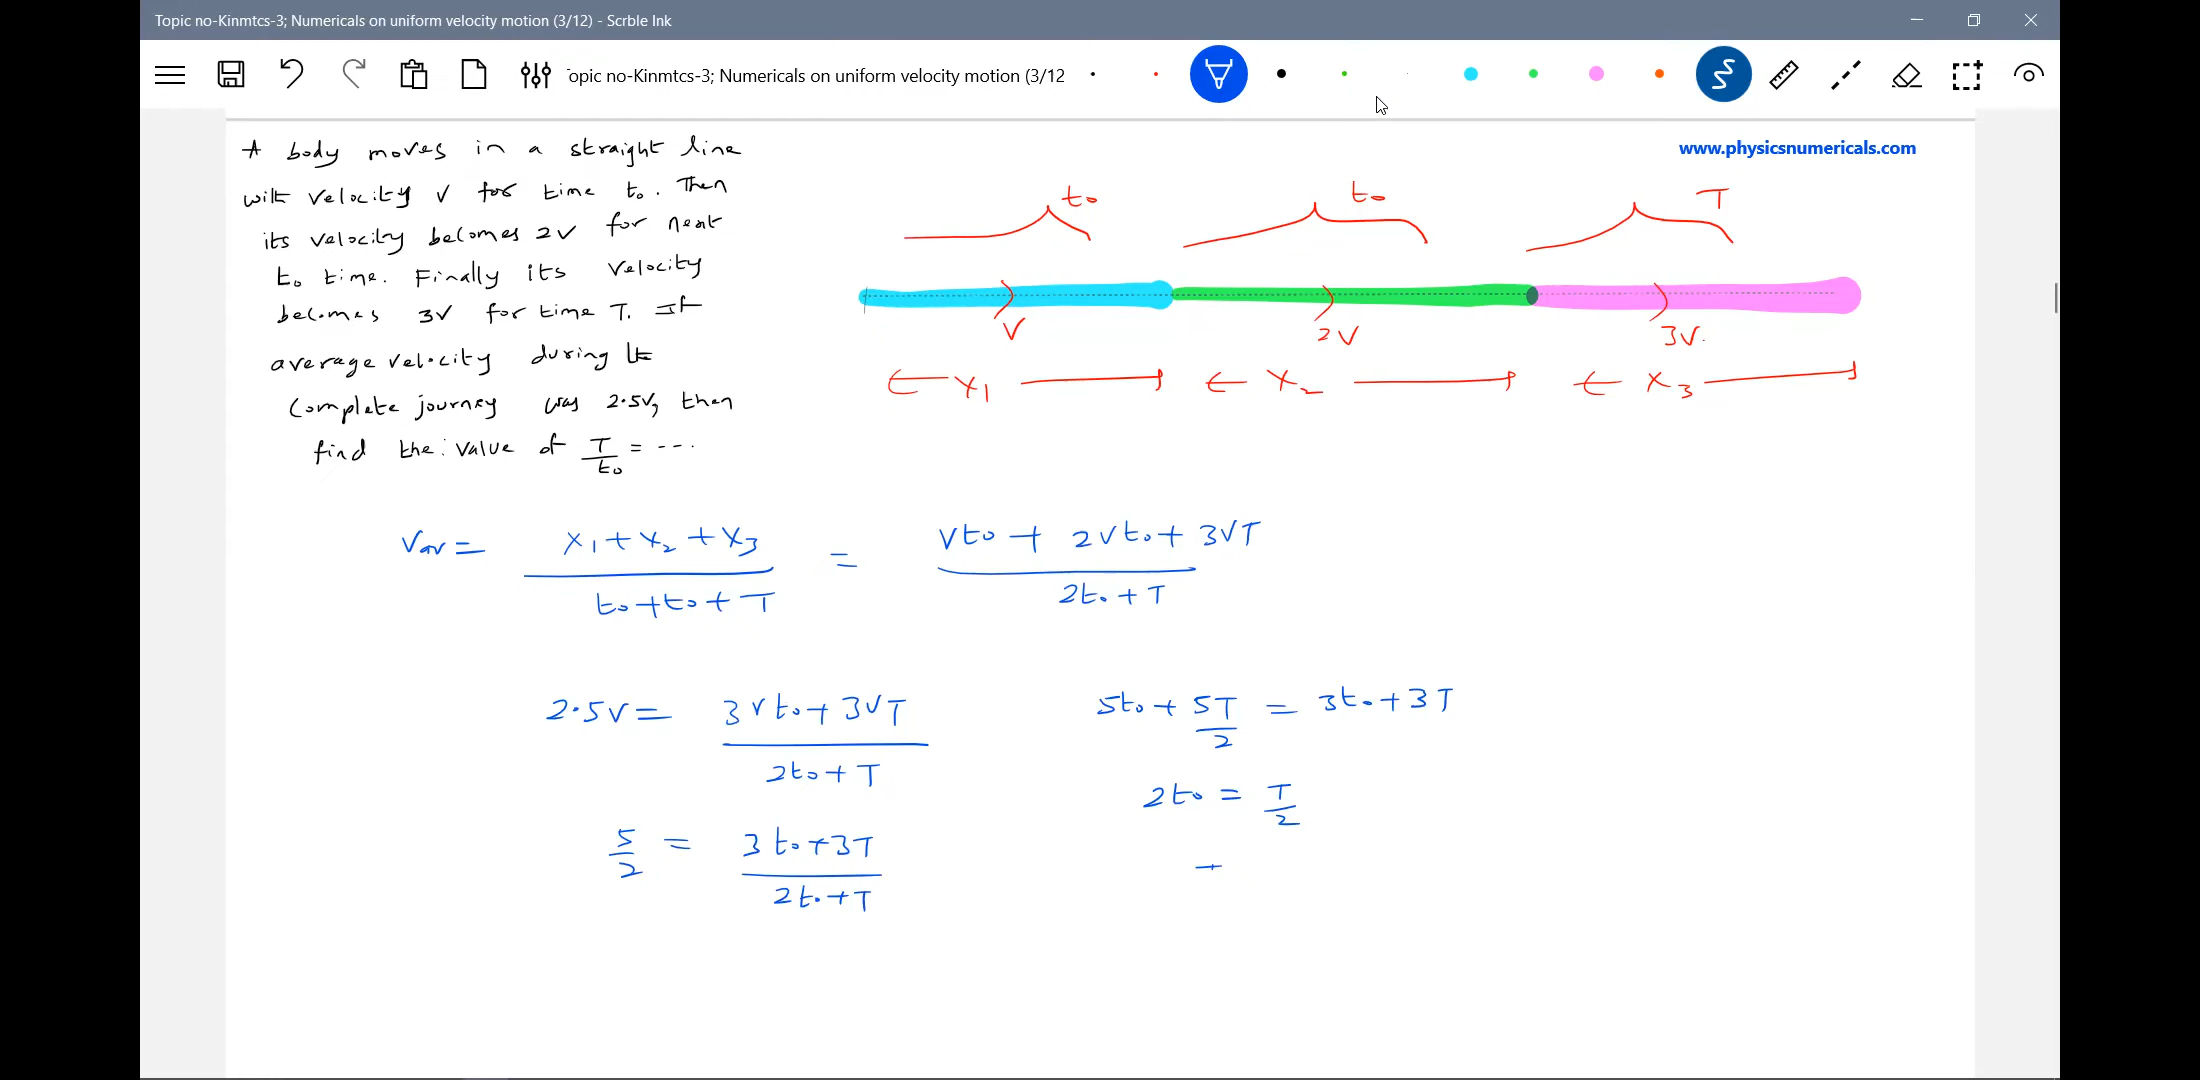 Topic no-Kinmtcs-3; Numericals on uniform velocity motion (3/12) - Scrble Ink
opic no-Kinmtcs-3; Numericals on uniform velocity motion (3/12
www.physicsnumericals.com
A body moves in a straight line
with velocity v for time t₀. Then
its velocity becomes 2v for next
t₀ time. Finally its velocity
becomes 3v for time T. If
average velocity during the
complete journey was 2.5v, then
find the value of T/t₀ = ---
t₀ t₀ T
V 2V 3V.
x₁ x₂ x₃
Vav = (x₁ + x₂ + x₃)/(t₀ + t₀ + T) = (vt₀ + 2vt₀ + 3vT)/(2t₀ + T)
2.5v = (3vt₀ + 3vT)/(2t₀ + T)
5/2 = (3t₀ + 3T)/(2t₀ + T)
5t₀ + 5T/2 = 3t₀ + 3T
2t₀ = T/2